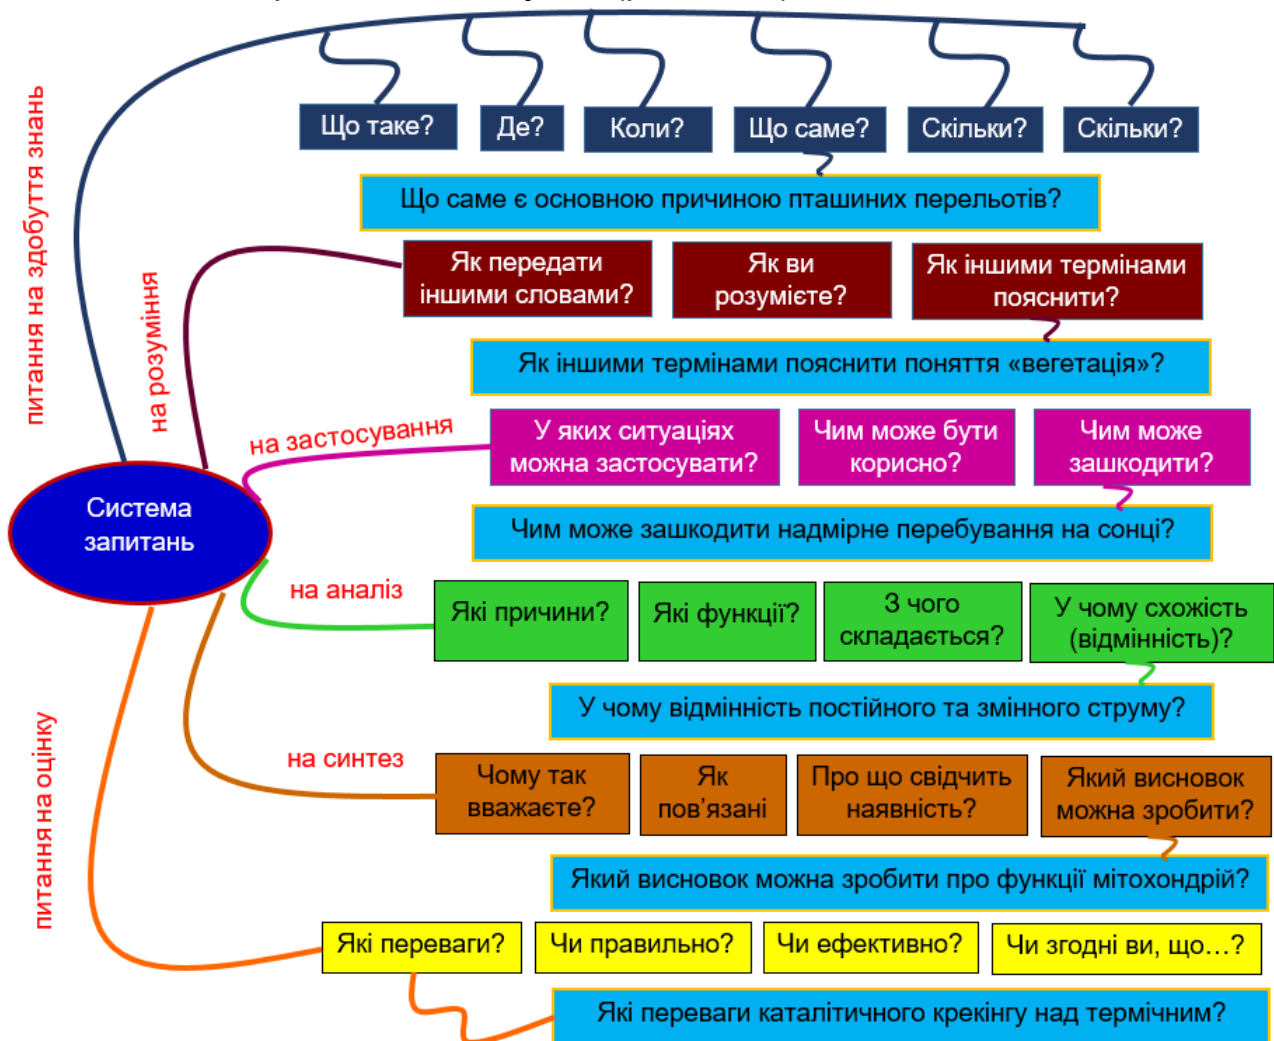 питання на здобуття знань
Що таке?
Де?
Коли?
Що саме?
Скільки?
Скільки?
Що саме є основною причиною пташиних перельотів?
на розуміння
Як передати
іншими словами?
Як ви
розумієте?
Як іншими термінами
пояснити?
Як іншими термінами пояснити поняття «вегетація»?
на застосування
У яких ситуаціях
можна застосувати?
Чим може бути
корисно?
Чим може
зашкодити?
Чим може зашкодити надмірне перебування на сонці?
Система
запитань
на аналіз
Які причини?
Які функції?
З чого
складається?
У чому схожість
(відмінність)?
У чому відмінність постійного та змінного струму?
на синтез
Чому так
вважаєте?
Як
пов’язані
Про що свідчить
наявність?
Який висновок
можна зробити?
Який висновок можна зробити про функції мітохондрій?
питання на оцінку
Які переваги?
Чи правильно?
Чи ефективно?
Чи згодні ви, що…?
Які переваги каталітичного крекінгу над термічним?